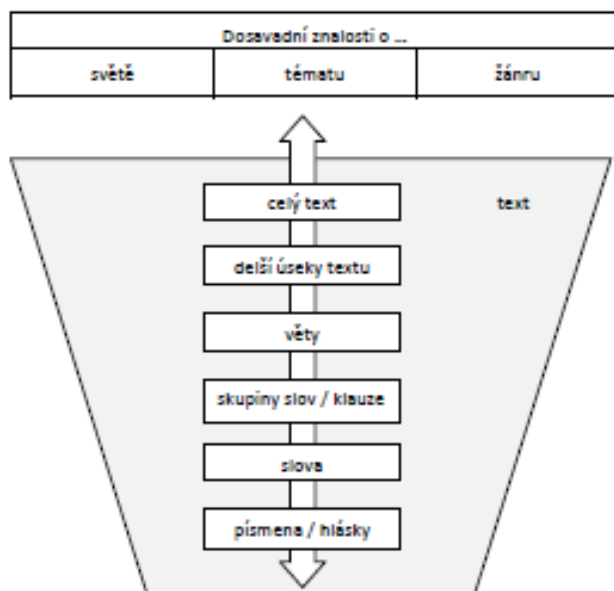 Dosavadní znalosti o ...
světě tématu žánru
celý text text
delší úseky textu
věty
skupiny slov / klauze
slova
písmena / hlásky